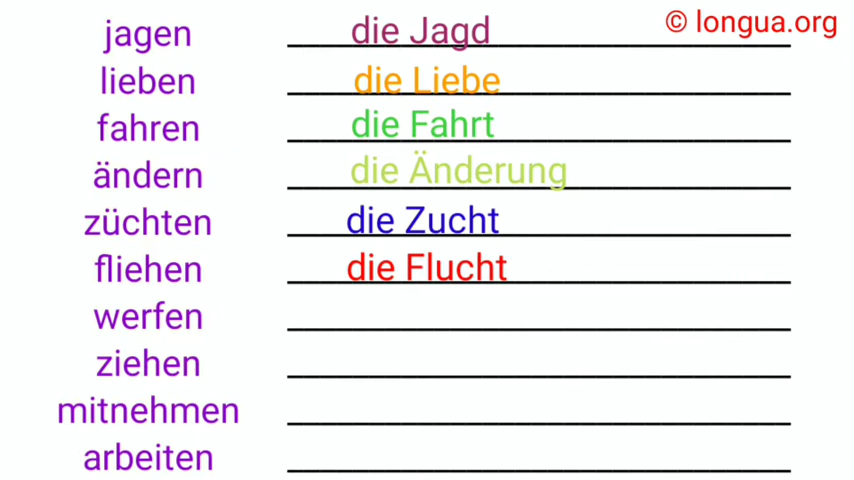 © longua.org
jagen die Jagd
lieben die Liebe
fahren die Fahrt
ändern die Änderung
züchten die Zucht
fliehen die Flucht
werfen
ziehen
mitnehmen
arbeiten